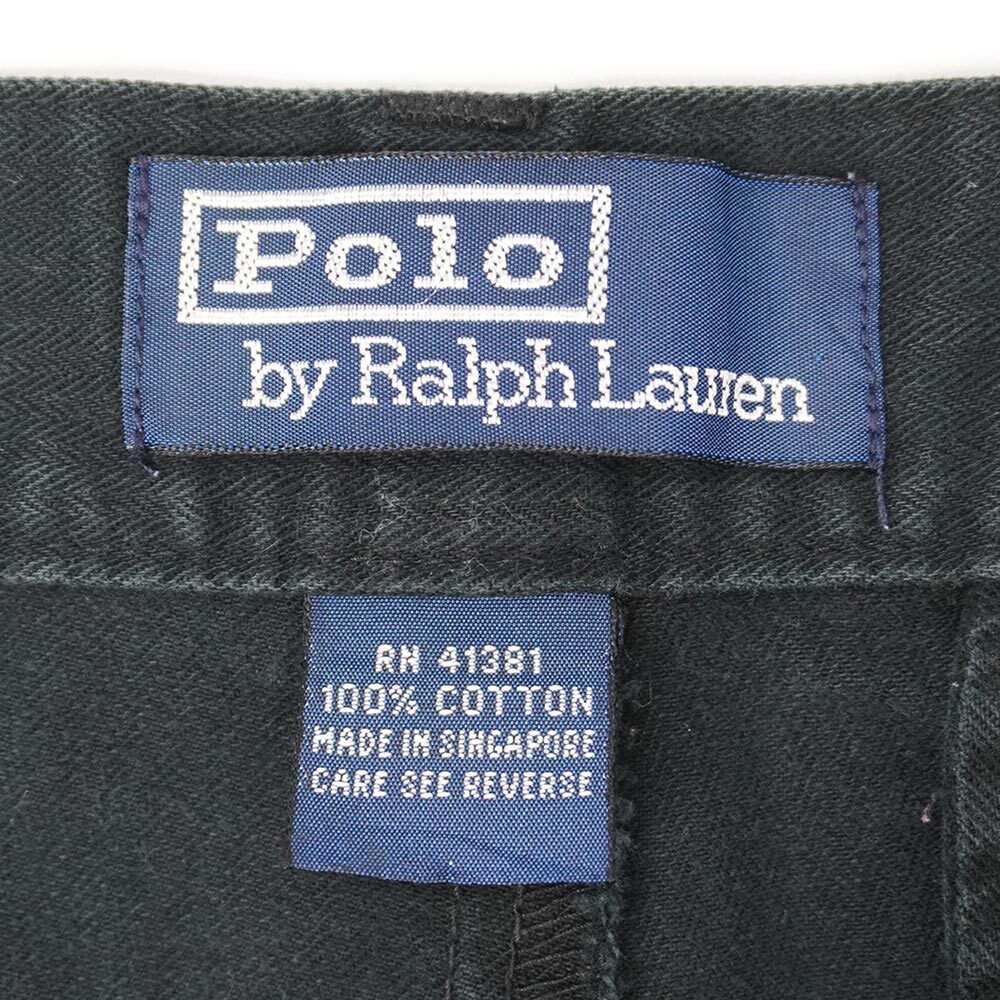 Polo
by Ralph Lauren
RN 41381
100% COTTON
MADE IN SINGAPORE
CARE SEE REVERSE